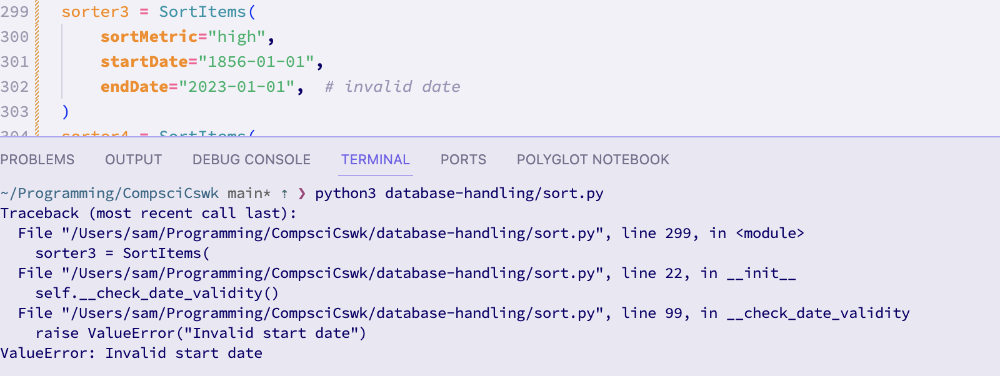 299 sorter3 = SortItems(
300 sortMetric="high",
301 startDate="1856-01-01",
302 endDate="2023-01-01", # invalid date
303 )
304 sorter4 = SortItems(
PROBLEMS OUTPUT DEBUG CONSOLE TERMINAL PORTS POLYGLOT NOTEBOOK
~/Programming/CompsciCswk main* ⇡ ❯ python3 database-handling/sort.py
Traceback (most recent call last):
File "/Users/sam/Programming/CompsciCswk/database-handling/sort.py", line 299, in <module>
sorter3 = SortItems(
File "/Users/sam/Programming/CompsciCswk/database-handling/sort.py", line 22, in __init__
self.__check_date_validity()
File "/Users/sam/Programming/CompsciCswk/database-handling/sort.py", line 99, in __check_date_validity
raise ValueError("Invalid start date")
ValueError: Invalid start date